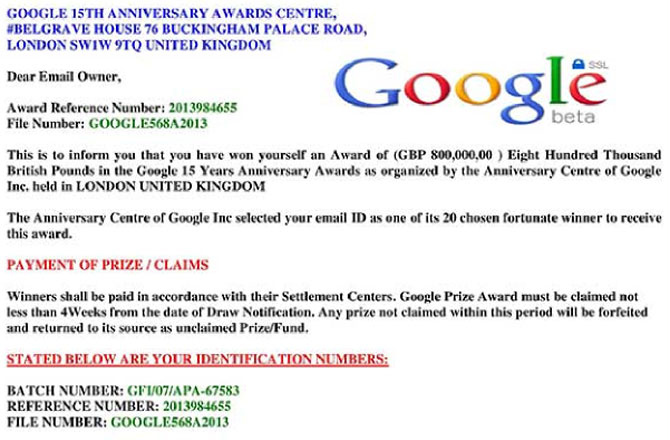 GOOGLE 15TH ANNIVERSARY AWARDS CENTRE,
#BELGRAVE HOUSE 76 BUCKINGHAM PALACE ROAD,
LONDON SW1W 9TQ UNITED KINGDOM
Dear Email Owner,
Google
SSL
beta
Award Reference Number: 2013984655
File Number: GOOGLE568A2013
This is to inform you that you have won yourself an Award of (GBP 800,000,00 ) Eight Hundred Thousand
British Pounds in the Google 15 Years Anniversary Awards as organized by the Anniversary Centre of Google
Inc. held in LONDON UNITED KINGDOM
The Anniversary Centre of Google Inc selected your email ID as one of its 20 chosen fortunate winner to receive
this award.
PAYMENT OF PRIZE / CLAIMS
Winners shall be paid in accordance with their Settlement Centers. Google Prize Award must be claimed not
less than 4Weeks from the date of Draw Notification. Any prize not claimed within this period will be forfeited
and returned to its source as unclaimed Prize/Fund.
STATED BELOW ARE YOUR IDENTIFICATION NUMBERS:
BATCH NUMBER: GFI/07/APA-67583
REFERENCE NUMBER: 2013984655
FILE NUMBER: GOOGLE568A2013